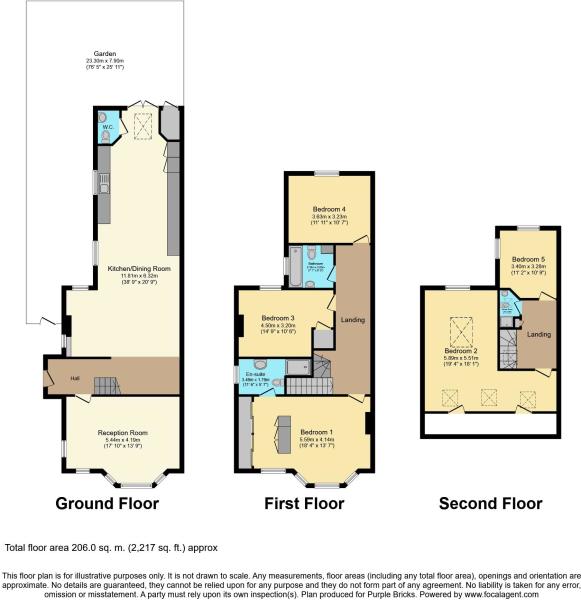 Garden
23.30m x 7.90m
(76' 5" x 25' 11")
W.C.
Kitchen/Dining Room
11.81m x 6.32m
(38' 9" x 20' 9")
Hall
Reception Room
5.44m x 4.19m
(17' 10" x 13' 9")
Ground Floor
Bedroom 4
3.63m x 3.23m
(11' 11" x 10' 7")
Bathroom
Bedroom 3
4.50m x 3.20m
(14' 9" x 10' 6")
Landing
En-suite
(11' 6" x 5' 7")
Bedroom 1
5.59m x 4.14m
(18' 4" x 13' 7")
First Floor
Bedroom 5
3.40m x 3.28m
(11' 2" x 10' 9")
Landing
Bedroom 2
5.89m x 5.51m
(19' 4" x 18' 1")
Second Floor
Total floor area 206.0 sq. m. (2,217 sq. ft.) approx
This floor plan is for illustrative purposes only. It is not drawn to scale. Any measurements, floor areas (including any total floor area), openings and orientation are
approximate. No details are guaranteed, they cannot be relied upon for any purpose and they do not form part of any agreement. No liability is taken for any error,
omission or misstatement. A party must rely upon its own inspection(s). Plan produced for Purple Bricks. Powered by www.focalagent.com